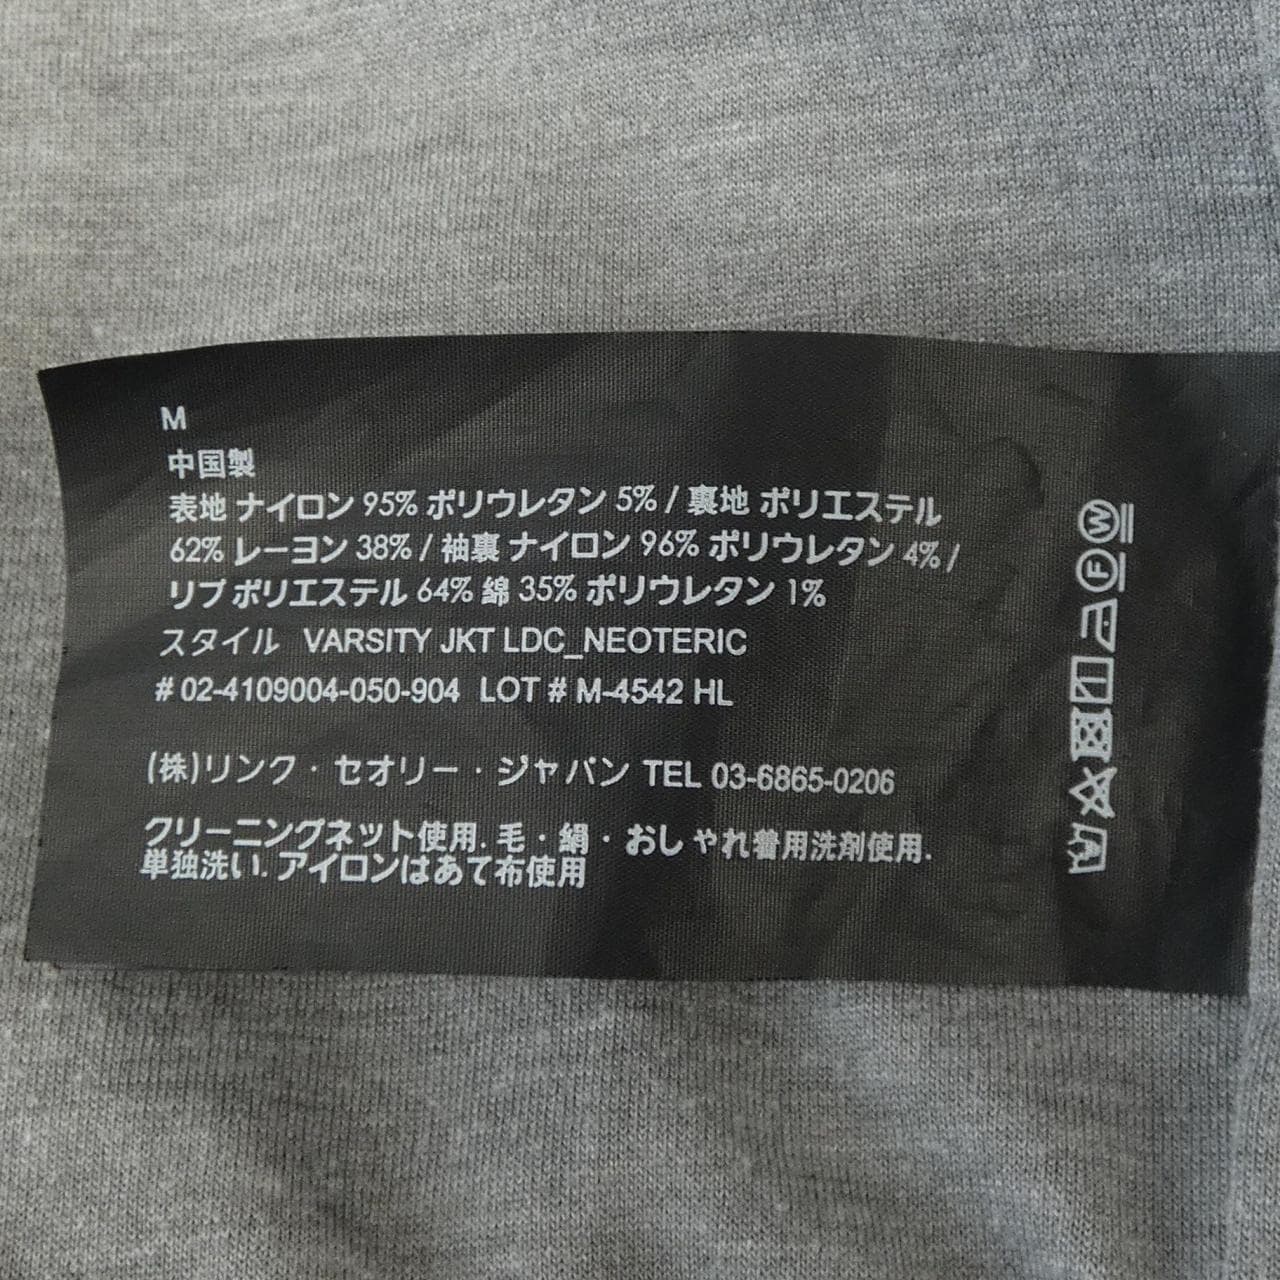 M
中国製
表地 ナイロン 95% ポリウレタン 5% / 裏地 ポリエステル
62% レーヨン 38% / 袖裏 ナイロン 96% ポリウレタン 4% /
リブ ポリエステル 64% 綿 35% ポリウレタン 1%
スタイル VARSITY JKT LDC_NEOTERIC
# 02-4109004-050-904 LOT # M-4542 HL
(株)リンク・セオリー・ジャパン TEL 03-6865-0206
クリーニングネット使用. 毛・絹・おしゃれ着用洗剤使用.
単独洗い. アイロンはあて布使用
W
F